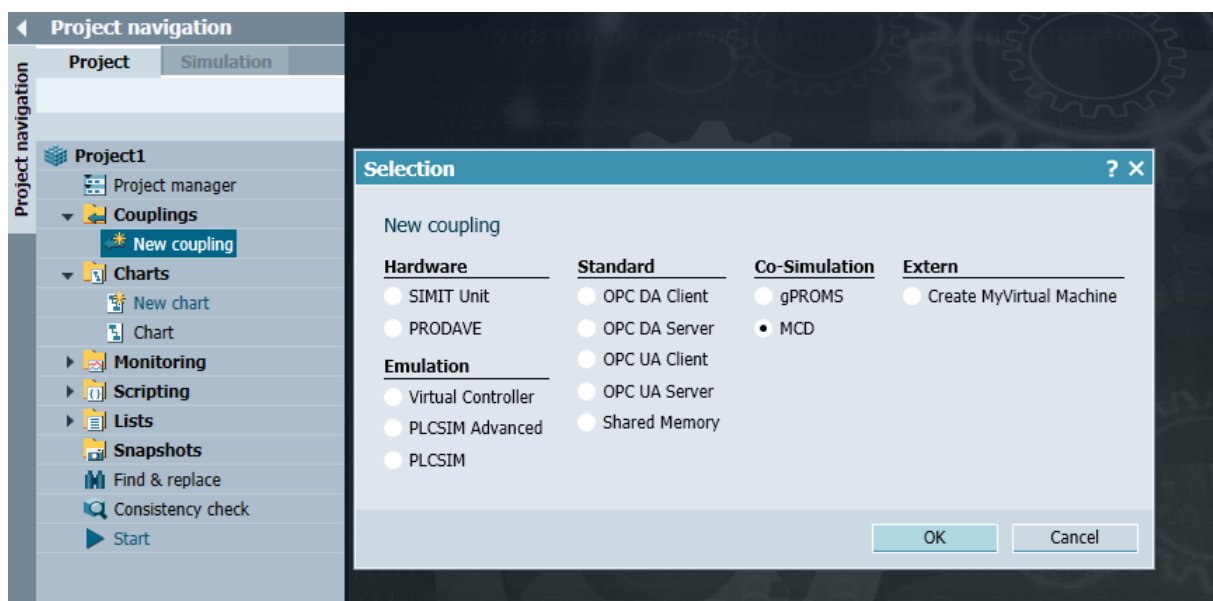 Project navigation
Project navigation
Project Simulation
Project1
Project manager
Couplings
New coupling
Charts
New chart
Chart
Monitoring
Scripting
Lists
Snapshots
Find & replace
Consistency check
Start
Selection ? ×
New coupling
Hardware
SIMIT Unit
PRODAVE
Emulation
Virtual Controller
PLCSIM Advanced
PLCSIM
Standard
OPC DA Client
OPC DA Server
OPC UA Client
OPC UA Server
Shared Memory
Co-Simulation
gPROMS
MCD
Extern
Create MyVirtual Machine
OK Cancel